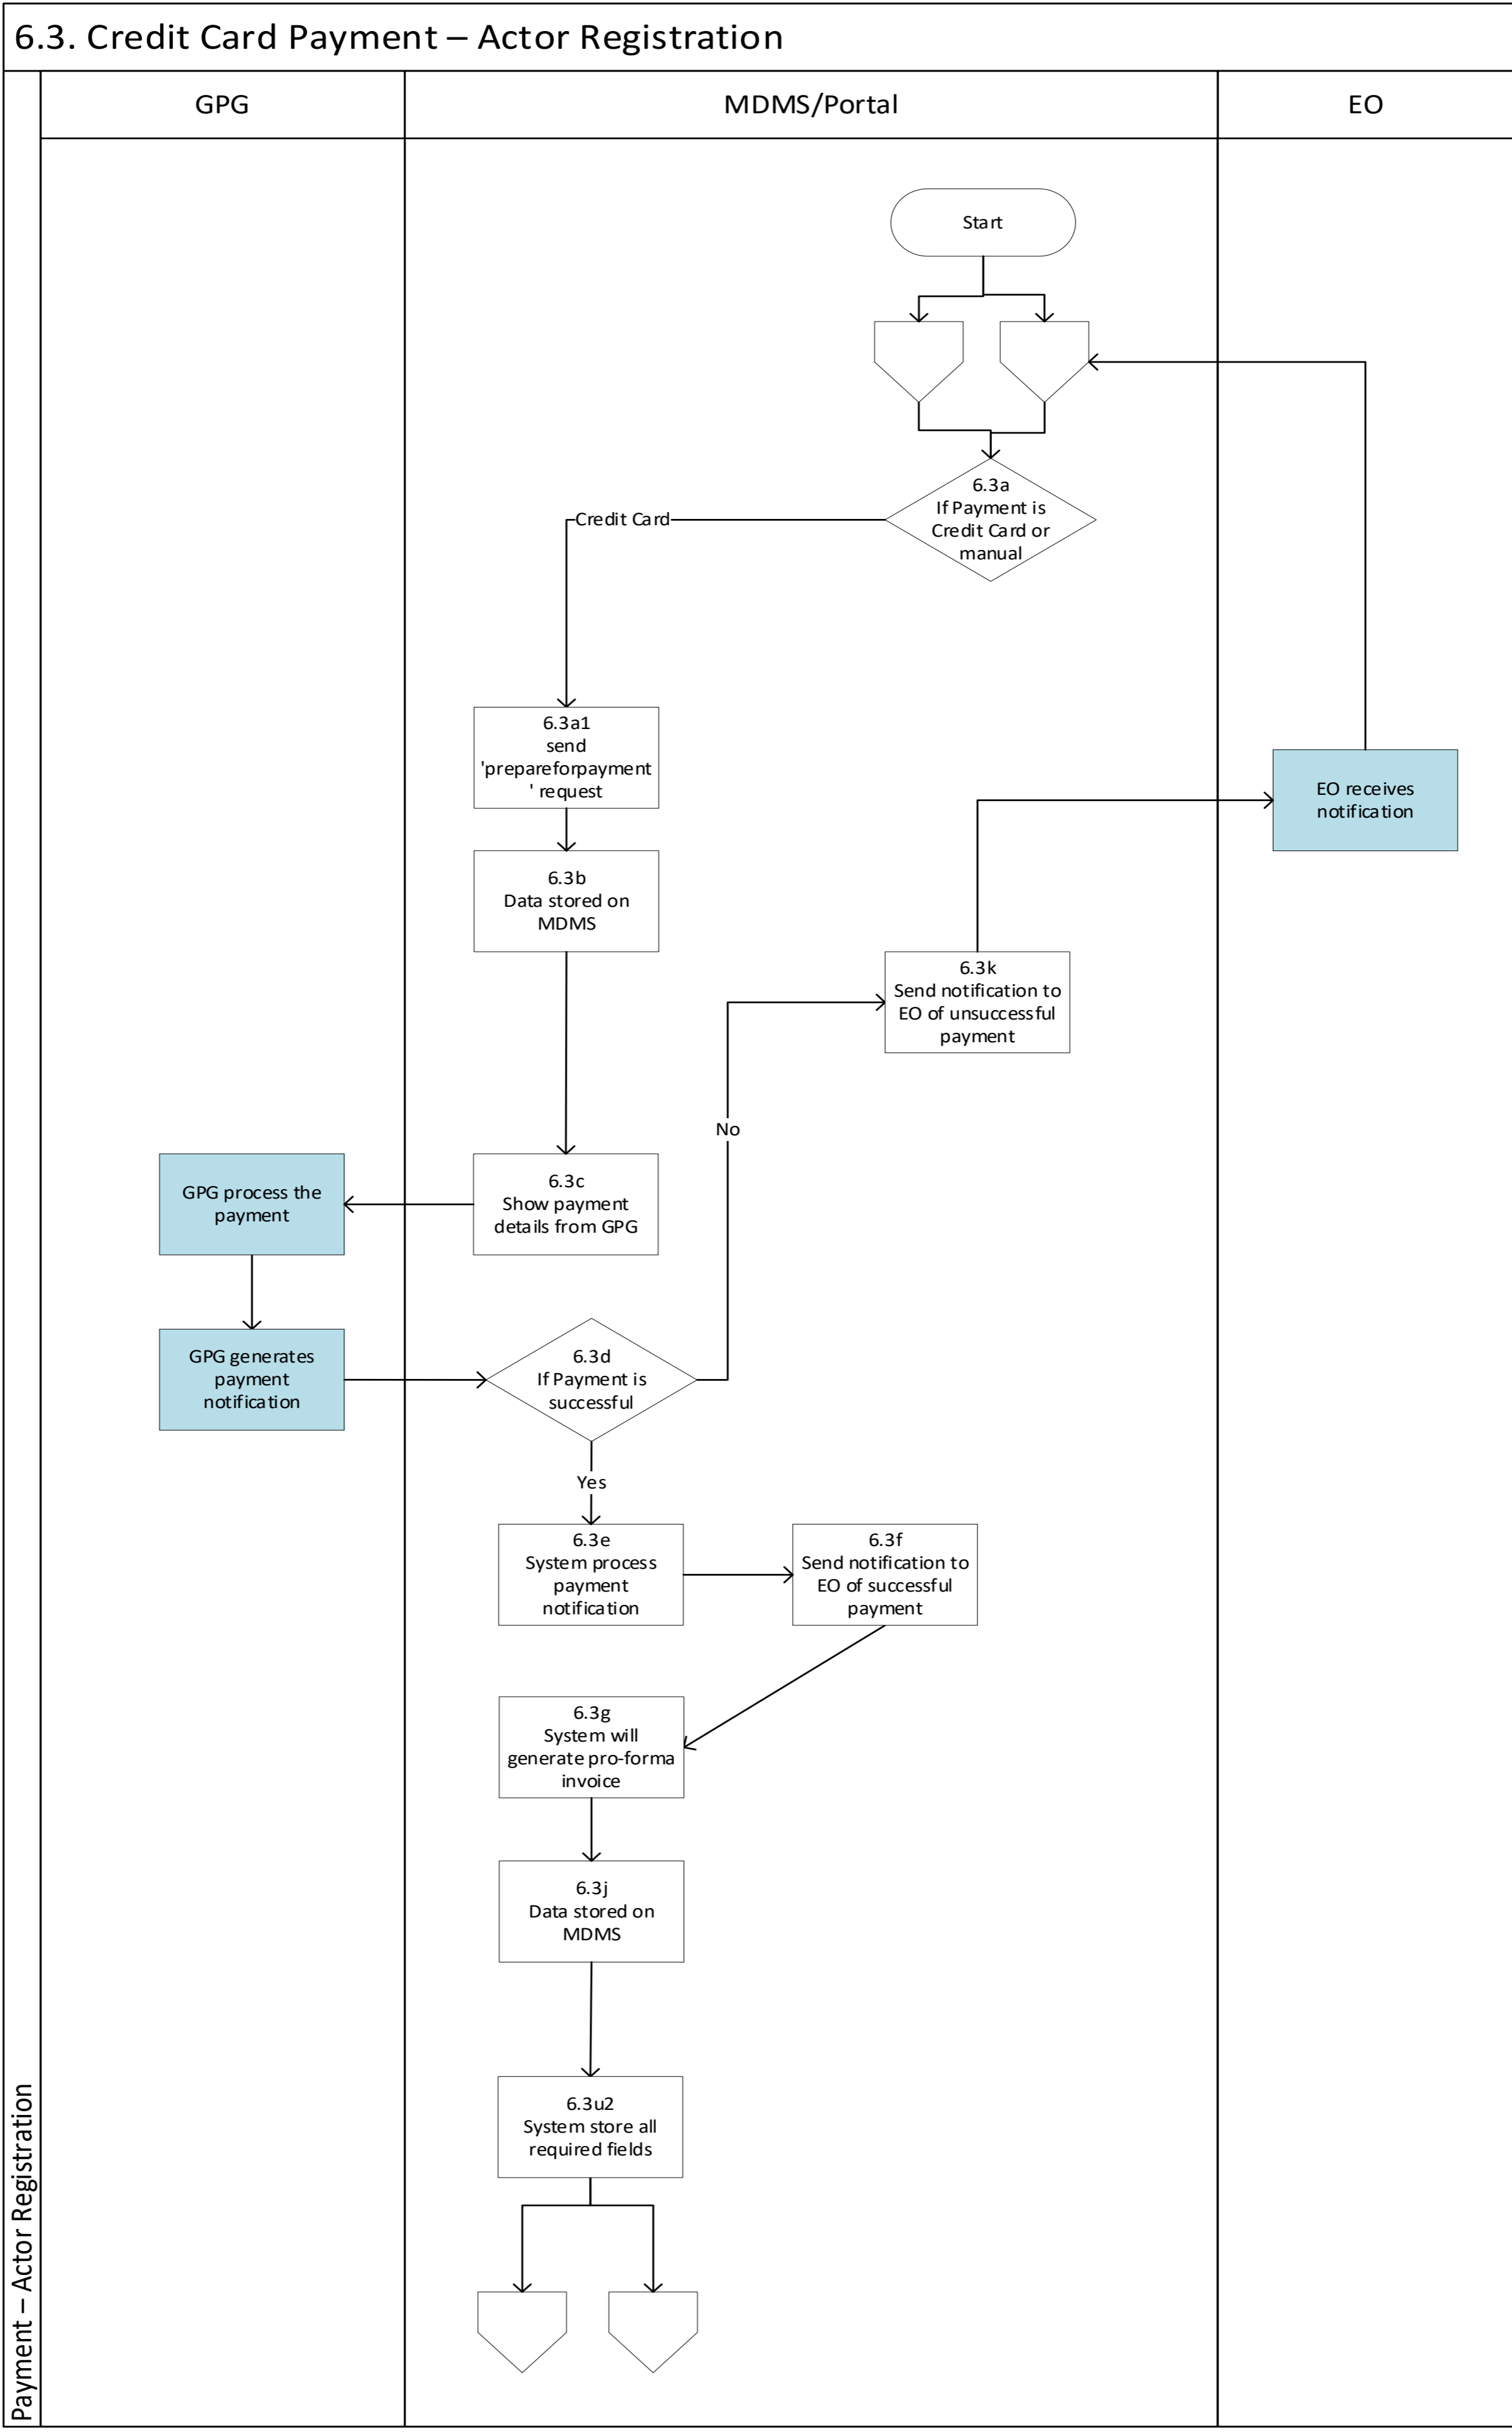 6.3. Credit Card Payment – Actor Registration
GPG
MDMS/Portal
EO
Start
6.3a
If Payment is
Credit Card or
manual
Credit Card
6.3a1
send
'prepareforpayment
' request
EO receives
notification
6.3b
Data stored on
MDMS
6.3k
Send notification to
EO of unsuccessful
payment
No
GPG process the
payment
6.3c
Show payment
details from GPG
GPG generates
payment
notification
6.3d
If Payment is
successful
Yes
6.3e
System process
payment
notification
6.3f
Send notification to
EO of successful
payment
6.3g
System will
generate pro-forma
invoice
6.3j
Data stored on
MDMS
6.3u2
System store all
required fields
Payment – Actor Registration